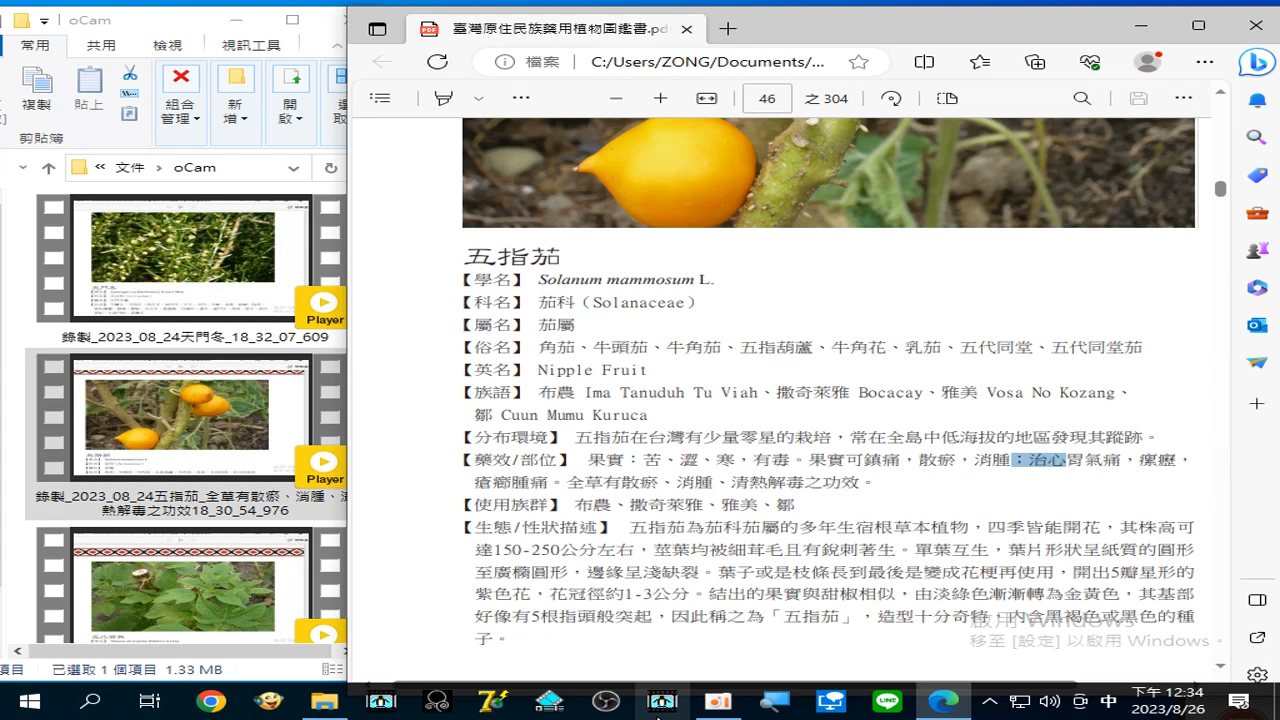 oCam
常用
共用
檢視
視訊工具
複製
貼上
組合
管理
新
增
開
啟
選
取
剪貼簿
文件
oCam
Player
錄製_2023_08_24天門冬_18_32_07_609
Player
錄製_2023_08_24五指茄_全草有散瘀、消腫、清
熱解毒之功效18_30_54_976
項目
已選取 1 個項目 1.33 MB
臺灣原住民族藥用植物圖鑑書.pd
檔案
C:/Users/ZONG/Documents/...
46
之 304
五指茄
【學名】 Solanum mammosum L.
【科名】 茄科（Solanaceae）
【屬名】 茄屬
【俗名】 角茄、牛頭茄、牛角茄、五指葫蘆、牛角花、乳茄、五代同堂、五代同堂茄
【英名】 Nipple Fruit
【族語】 布農 Ima Tanuduh Tu Viah、撒奇萊雅 Bocacay、雅美 Vosa No Kozang、
鄒 Cuun Mumu Kuruca
【分布環境】 五指茄在台灣有少量零星的栽培，常在全島中低海拔的地區發現其蹤跡。
【藥效/部位】 果實：苦、澀、寒，有毒。果實可鎮痛，散瘀，消腫；治心胃氣痛，瘰癧，
瘡癤腫痛。全草有散瘀、消腫、清熱解毒之功效。
【使用族群】 布農、撒奇萊雅、雅美、鄒
【生態/性狀描述】 五指茄為茄科茄屬的多年生宿根草本植物，四季皆能開花，其株高可
達150-250公分左右，莖葉均被細茸毛且有銳刺著生。單葉互生，葉片形狀呈紙質的圓形
至廣橢圓形，邊緣呈淺缺裂。葉子或是枝條長到最後是變成花梗再使用，開出5瓣星形的
紫色花，花冠徑約1-3公分。結出的果實與甜椒相似，由淡綠色漸漸轉為金黃色，其基部
好像有5根指頭般突起，因此稱之為「五指茄」，造型十分奇特，內含黑褐色或黑色的種
子。
啟用 Windows
移至 [設定] 以啟用 Windows。
中
下午 12:34
2023/8/26